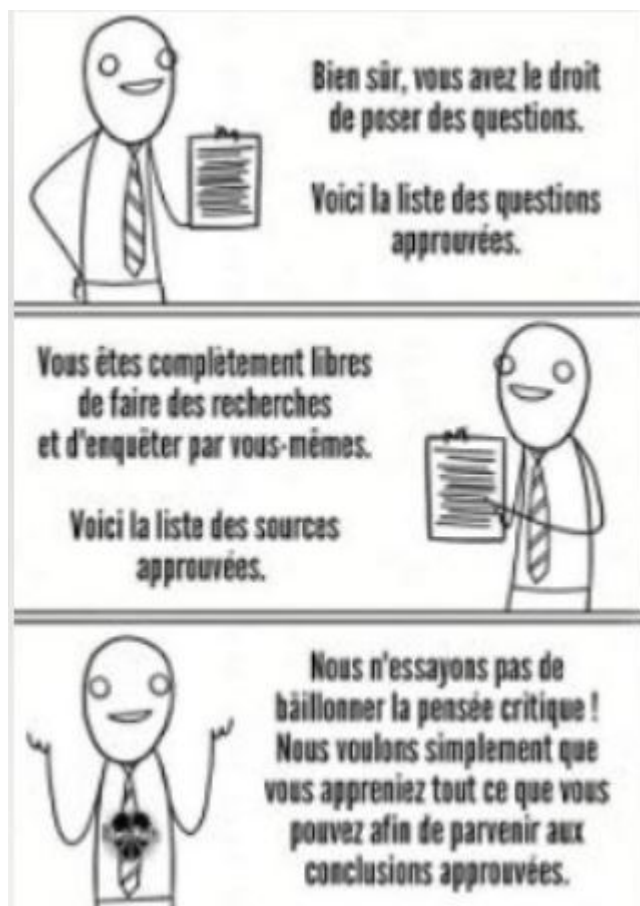 Bien sûr, vous avez le droit
de poser des questions.
Voici la liste des questions
approuvées.
Vous êtes complètement libres
de faire des recherches
et d'enquêter par vous-mêmes.
Voici la liste des sources
approuvées.
Nous n'essayons pas de
bâillonner la pensée critique !
Nous voulons simplement que
vous appreniez tout ce que vous
pouvez afin de parvenir aux
conclusions approuvées.